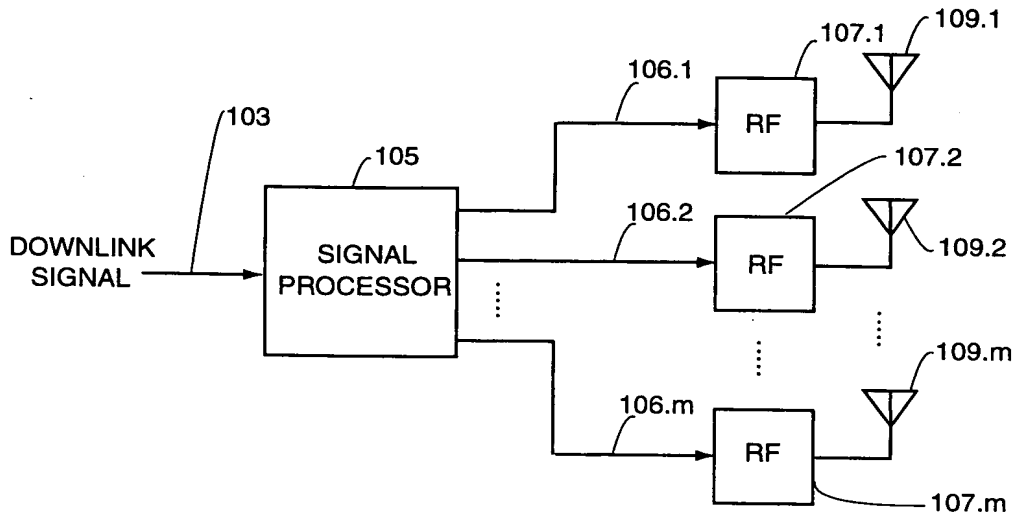 109.1
107.1
106.1
RF
103
105
107.2
106.2
DOWNLINK
SIGNAL
SIGNAL
PROCESSOR
RF
109.2
109.m
106.m
RF
107.m